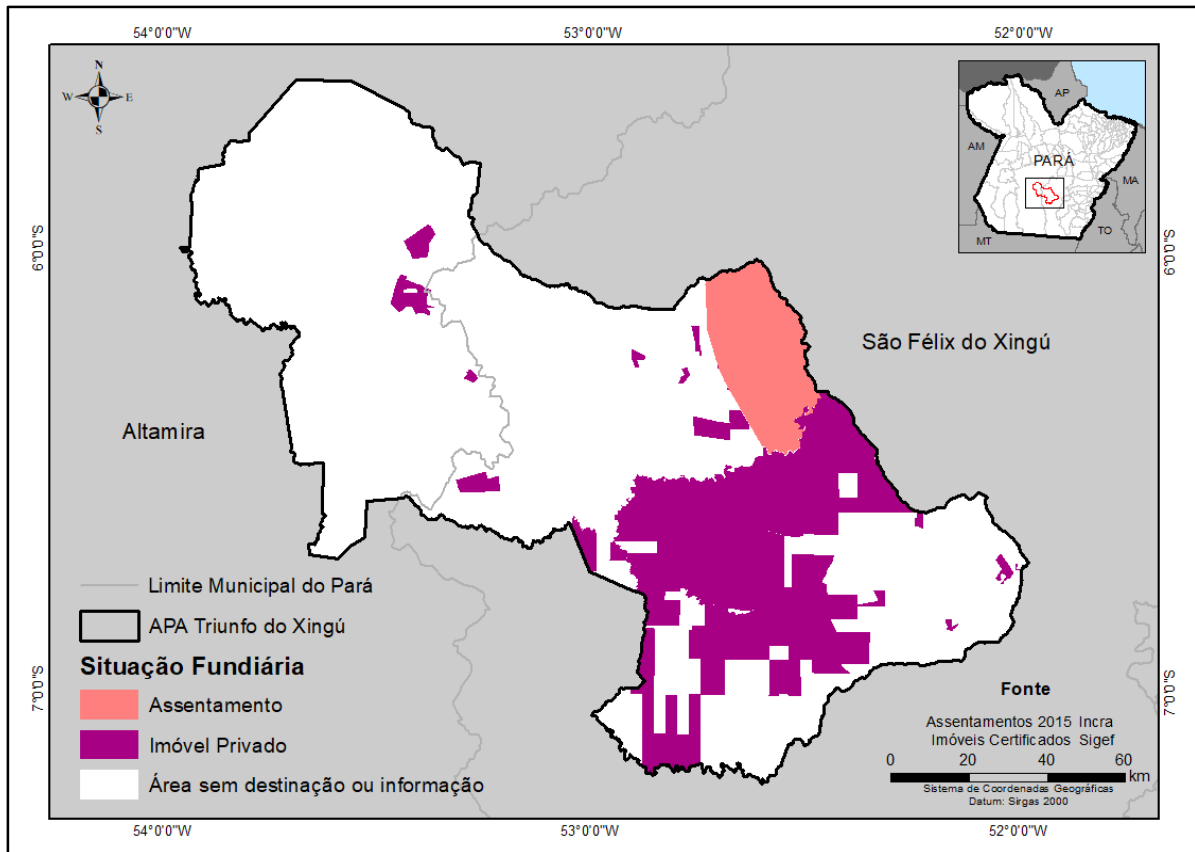 54°0'0"W
53°0'0"W
52°0'0"W
N
W
E
S
AP
AM
PARÁ
MA
MT
TO
6°0'0"S
6°0'0"S
São Félix do Xingú
Altamira
Limite Municipal do Pará
APA Triunfo do Xingú
Situação Fundiária
Assentamento
Imóvel Privado
Área sem destinação ou informação
7°0'0"S
7°0'0"S
Fonte
Assentamentos 2015 Incra
Imóveis Certificados Sigef
0 20 40 60
km
Sistema de Coordenadas Geográficas
Datum: Sirgas 2000
54°0'0"W
53°0'0"W
52°0'0"W